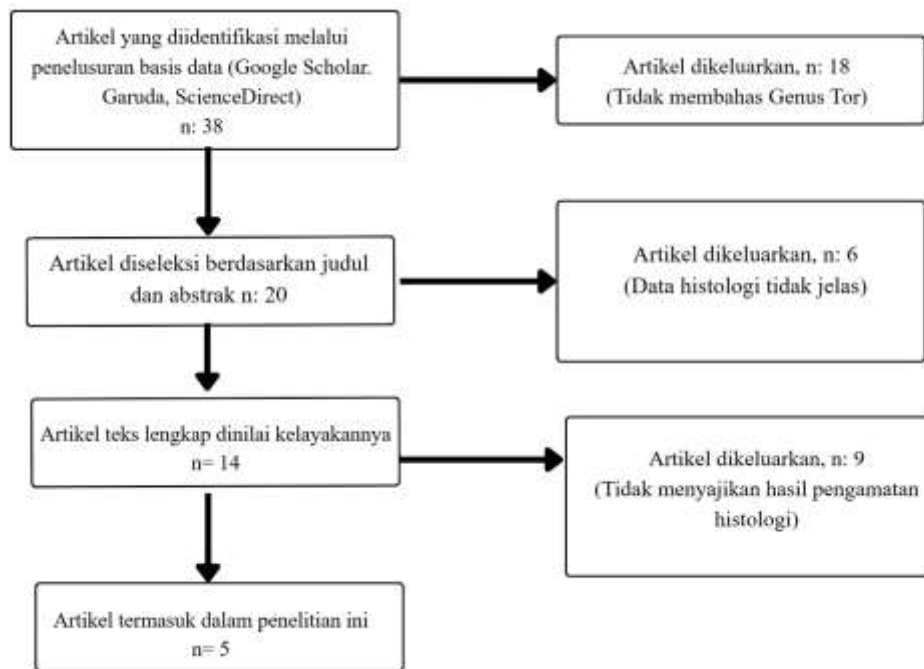 Artikel yang diidentifikasi melalui
penelusuran basis data (Google Scholar.
Garuda, ScienceDirect)
n: 38
Artikel dikeluarkan, n: 18
(Tidak membahas Genus Tor)
Artikel diseleksi berdasarkan judul
dan abstrak n: 20
Artikel dikeluarkan, n: 6
(Data histologi tidak jelas)
Artikel teks lengkap dinilai kelayakannya
n= 14
Artikel dikeluarkan, n: 9
(Tidak menyajikan hasil pengamatan
histologi)
Artikel termasuk dalam penelitian ini
n= 5